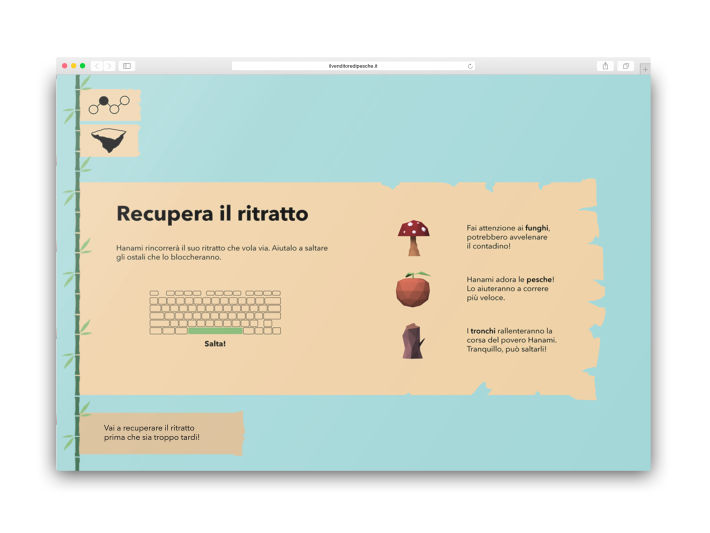 ilvenditoredipesche.it
Recupera il ritratto
Hanami rincorrerà il suo ritratto che vola via. Aiutalo a saltare
gli ostali che lo bloccheranno.
Salta!
Fai attenzione ai funghi,
potrebbero avvelenare
il contadino!
Hanami adora le pesche!
Lo aiuteranno a correre
più veloce.
I tronchi rallenteranno la
corsa del povero Hanami.
Tranquillo, può saltarli!
Vai a recuperare il ritratto
prima che sia troppo tardi!